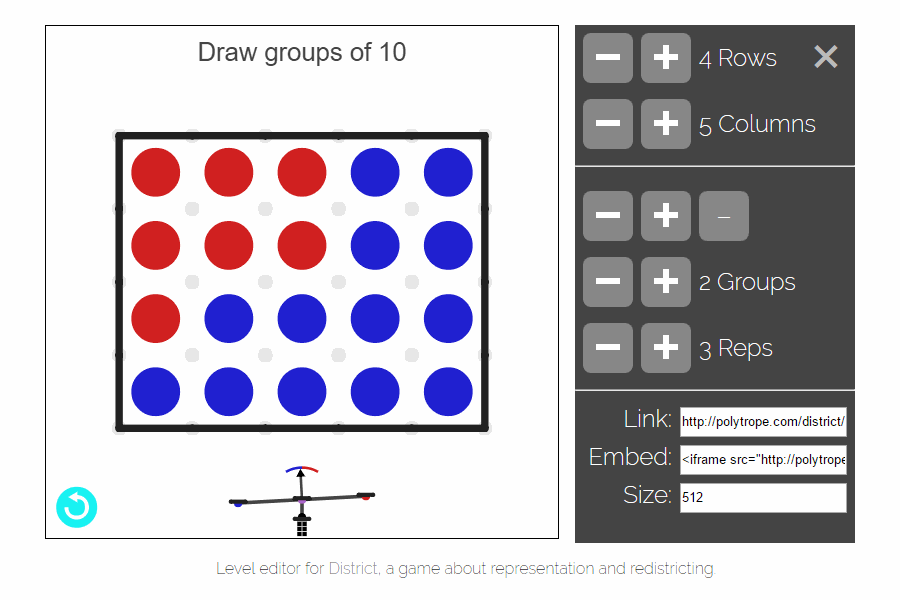 Draw groups of 10
4 Rows
5 Columns
2 Groups
3 Reps
Link: http://polytrope.com/district/
Embed: <iframe src="http://polytrope
Size: 512
Level editor for District, a game about representation and redistricting